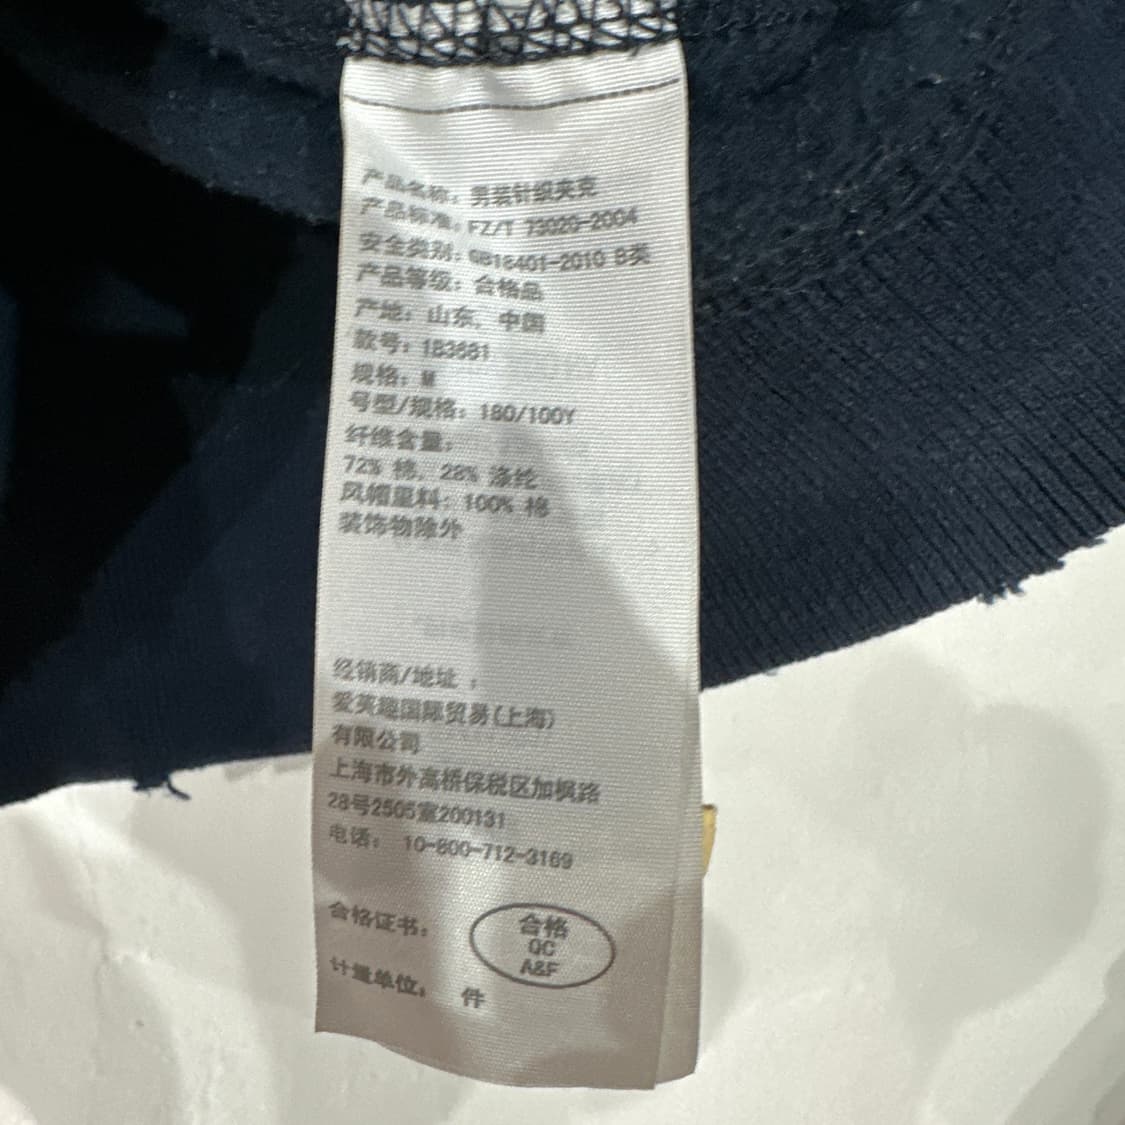 产品名称：男装针织夹克
产品标准：FZ/T 73020-2004
安全类别：GB18401-2010 B类
产品等级：合格品
产地：山东，中国
款号：183681
规格：M
号型/规格：180/100Y
纤维含量：
72% 棉，28% 涤纶
风帽里料：100% 棉
装饰物除外
经销商/地址：
爱芙趣国际贸易(上海)
有限公司
上海市外高桥保税区加枫路
28号2505室200131
电话： 10-800-712-3169
合格证书：
合格
QC
A&F
计量单位： 件